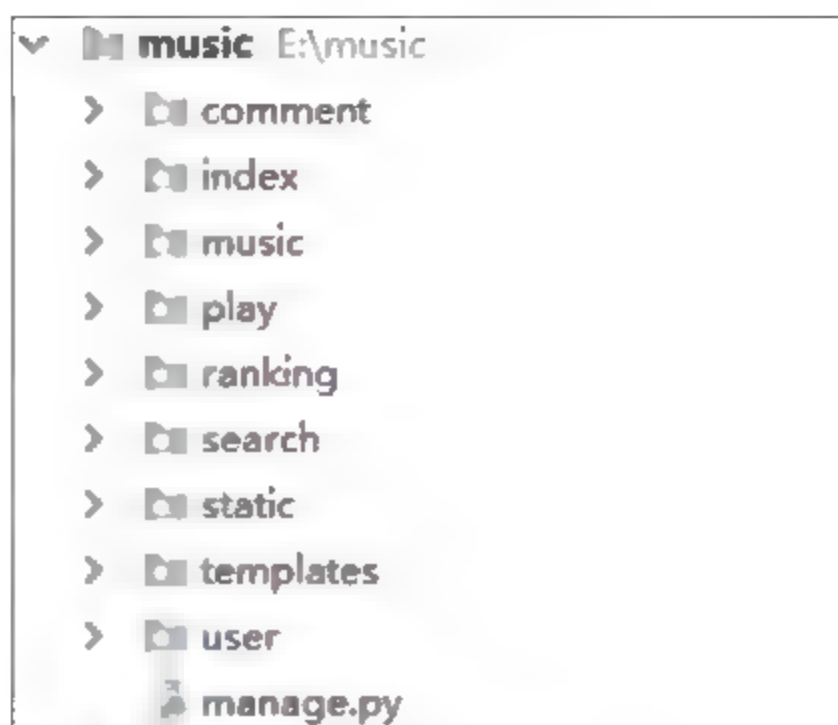 music E:\music
comment
index
music
play
ranking
search
static
templates
user
manage.py